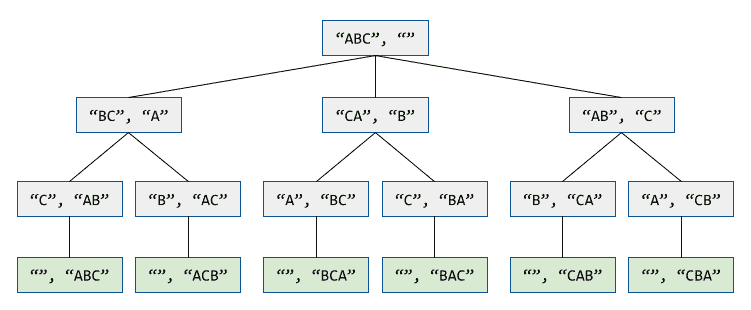 “ABC”, “”
“BC”, “A” “CA”, “B” “AB”, “C”
“C”, “AB” “B”, “AC” “A”, “BC” “C”, “BA” “B”, “CA” “A”, “CB”
“”, “ABC” “”, “ACB” “”, “BCA” “”, “BAC” “”, “CAB” “”, “CBA”